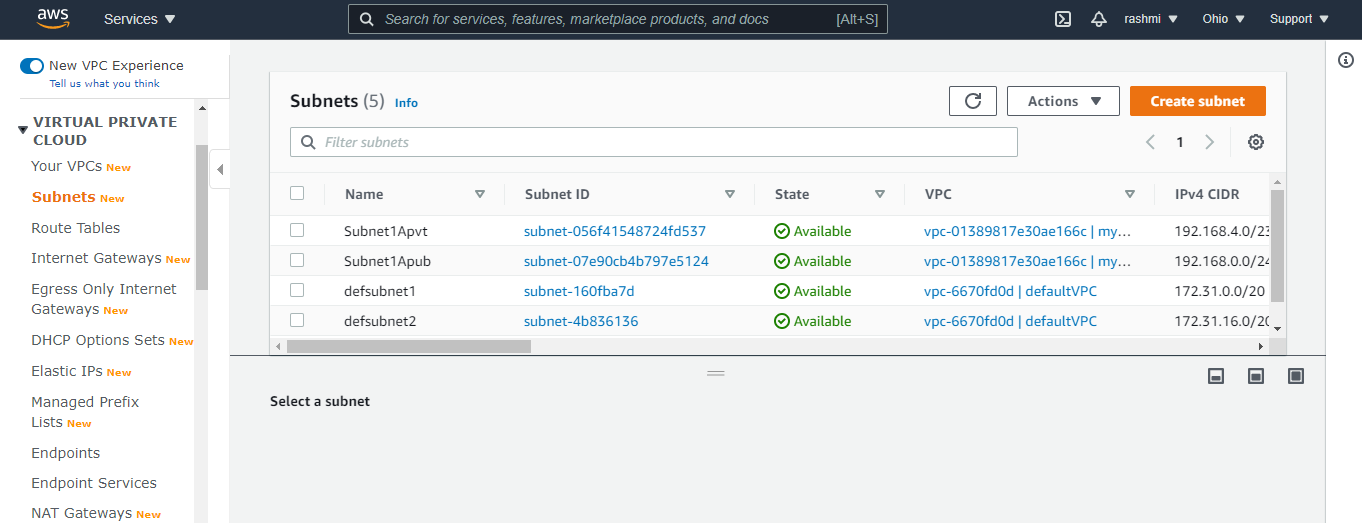 aws Services Search for services, features, marketplace products, and docs [Alt+S] rashmi Ohio Support
New VPC Experience
Tell us what you think
VIRTUAL PRIVATE
CLOUD
Your VPCs New
Subnets New
Route Tables
Internet Gateways New
Egress Only Internet
Gateways New
DHCP Options Sets New
Elastic IPs New
Managed Prefix
Lists New
Endpoints
Endpoint Services
NAT Gateways New
Subnets (5) Info Actions Create subnet
Filter subnets 1
Name Subnet ID State VPC IPv4 CIDR
Subnet1Apvt subnet-056f41548724fd537 Available vpc-01389817e30ae166c | my... 192.168.4.0/23
Subnet1Apub subnet-07e90cb4b797e5124 Available vpc-01389817e30ae166c | my... 192.168.0.0/24
defsubnet1 subnet-160fba7d Available vpc-6670fd0d | defaultVPC 172.31.0.0/20
defsubnet2 subnet-4b836136 Available vpc-6670fd0d | defaultVPC 172.31.16.0/20
Select a subnet